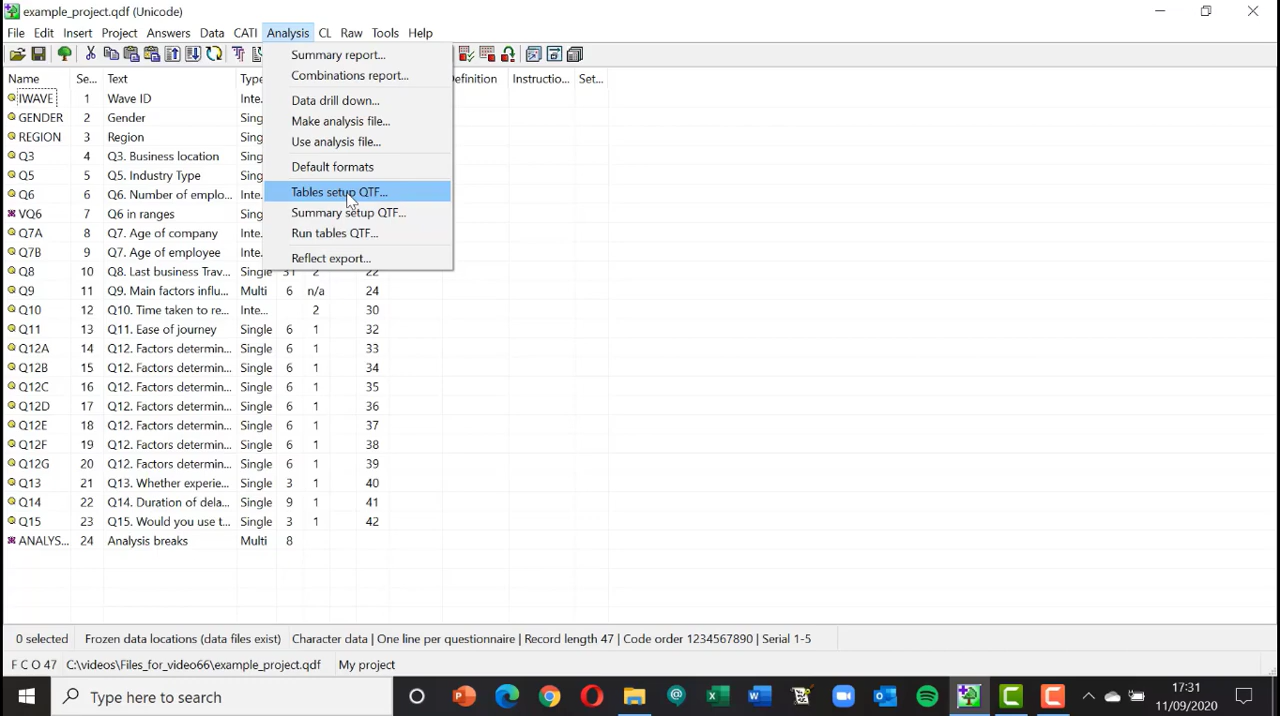 example_project.qdf (Unicode)
File Edit Insert Project Answers Data CATI Analysis CL Raw Tools Help
Summary report...
Combinations report...
Data drill down...
Make analysis file...
Use analysis file...
Default formats
Tables setup QTF...
Summary setup QTF...
Run tables QTF...
Reflect export...
Name Se... Text Type efinition Instructio... Set...
IWAVE 1 Wave ID Inte...
GENDER 2 Gender Sing
REGION 3 Region Sing
Q3 4 Q3. Business location Sing
Q5 5 Q5. Industry Type Sing
Q6 6 Q6. Number of emplo... Inte...
VQ6 7 Q6 in ranges Sing
Q7A 8 Q7. Age of company Sing
Q7B 9 Q7. Age of employee Sing
Q8 10 Q8. Last business Trav... Single 31 2 22
Q9 11 Q9. Main factors influ... Multi 6 n/a 24
Q10 12 Q10. Time taken to re... Inte... 2 30
Q11 13 Q11. Ease of journey Single 6 1 32
Q12A 14 Q12. Factors determin... Single 6 1 33
Q12B 15 Q12. Factors determin... Single 6 1 34
Q12C 16 Q12. Factors determin... Single 6 1 35
Q12D 17 Q12. Factors determin... Single 6 1 36
Q12E 18 Q12. Factors determin... Single 6 1 37
Q12F 19 Q12. Factors determin... Single 6 1 38
Q12G 20 Q12. Factors determin... Single 6 1 39
Q13 21 Q13. Whether experie... Single 3 1 40
Q14 22 Q14. Duration of dela... Single 9 1 41
Q15 23 Q15. Would you use t... Single 3 1 42
ANALYS... 24 Analysis breaks Multi 8
0 selected Frozen data locations (data files exist) Character data | One line per questionnaire | Record length 47 | Code order 1234567890 | Serial 1-5
F C O 47 C:\videos\Files_for_video66\example_project.qdf My project
Type here to search
17:31
11/09/2020